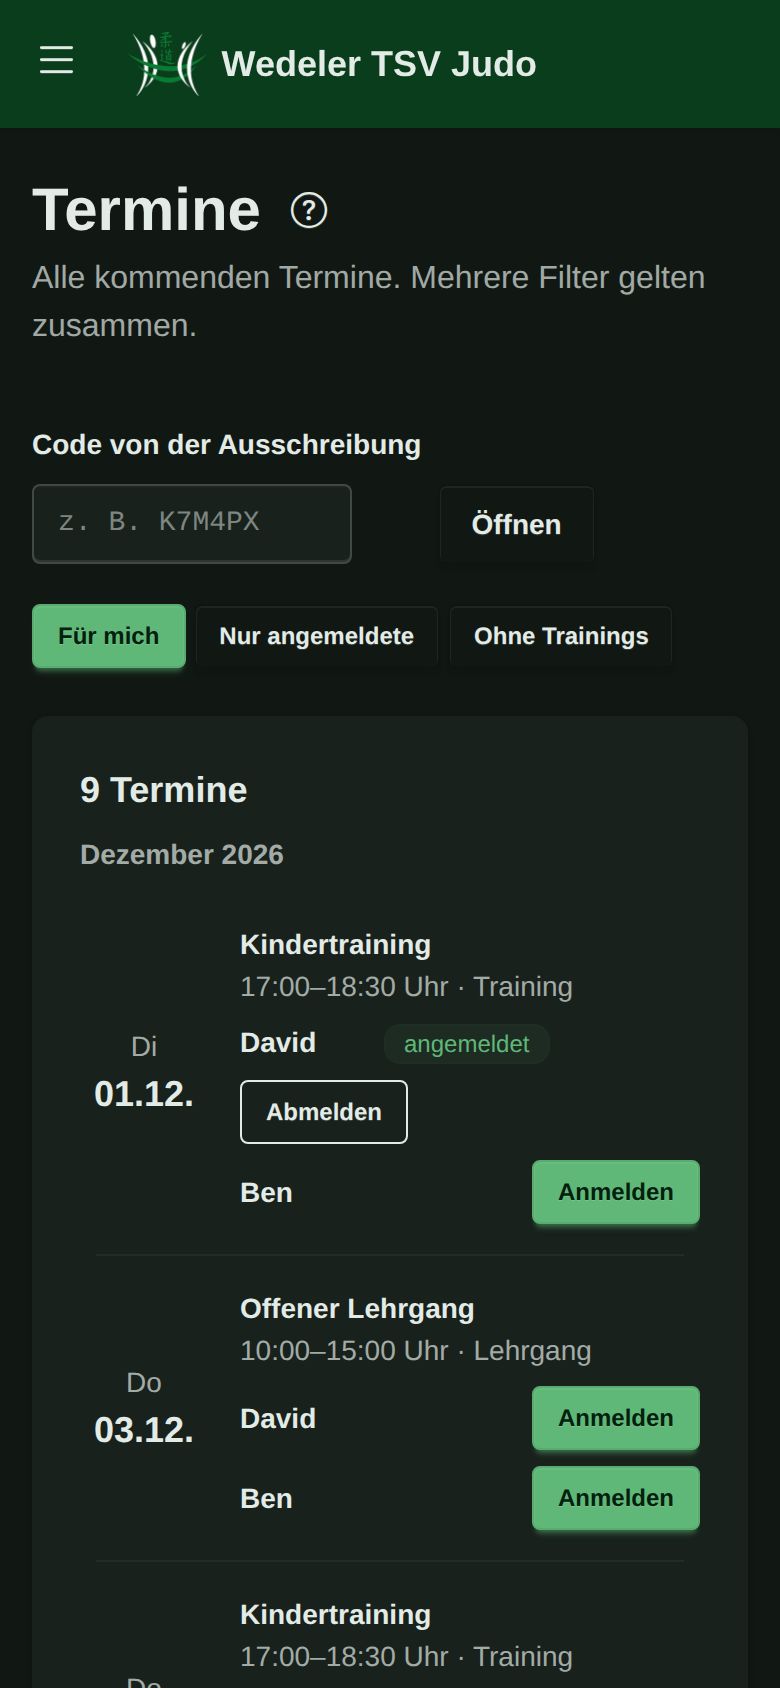 柔道
Wedeler TSV Judo
Termine ?
Alle kommenden Termine. Mehrere Filter gelten
zusammen.
Code von der Ausschreibung
z. B. K7M4PX
Öffnen
Für mich
Nur angemeldete
Ohne Trainings
9 Termine
Dezember 2026
Di
01.12.
Kindertraining
17:00–18:30 Uhr · Training
David
angemeldet
Abmelden
Ben
Anmelden
Do
03.12.
Offener Lehrgang
10:00–15:00 Uhr · Lehrgang
David
Anmelden
Ben
Anmelden
Kindertraining
17:00–18:30 Uhr · Training
Do